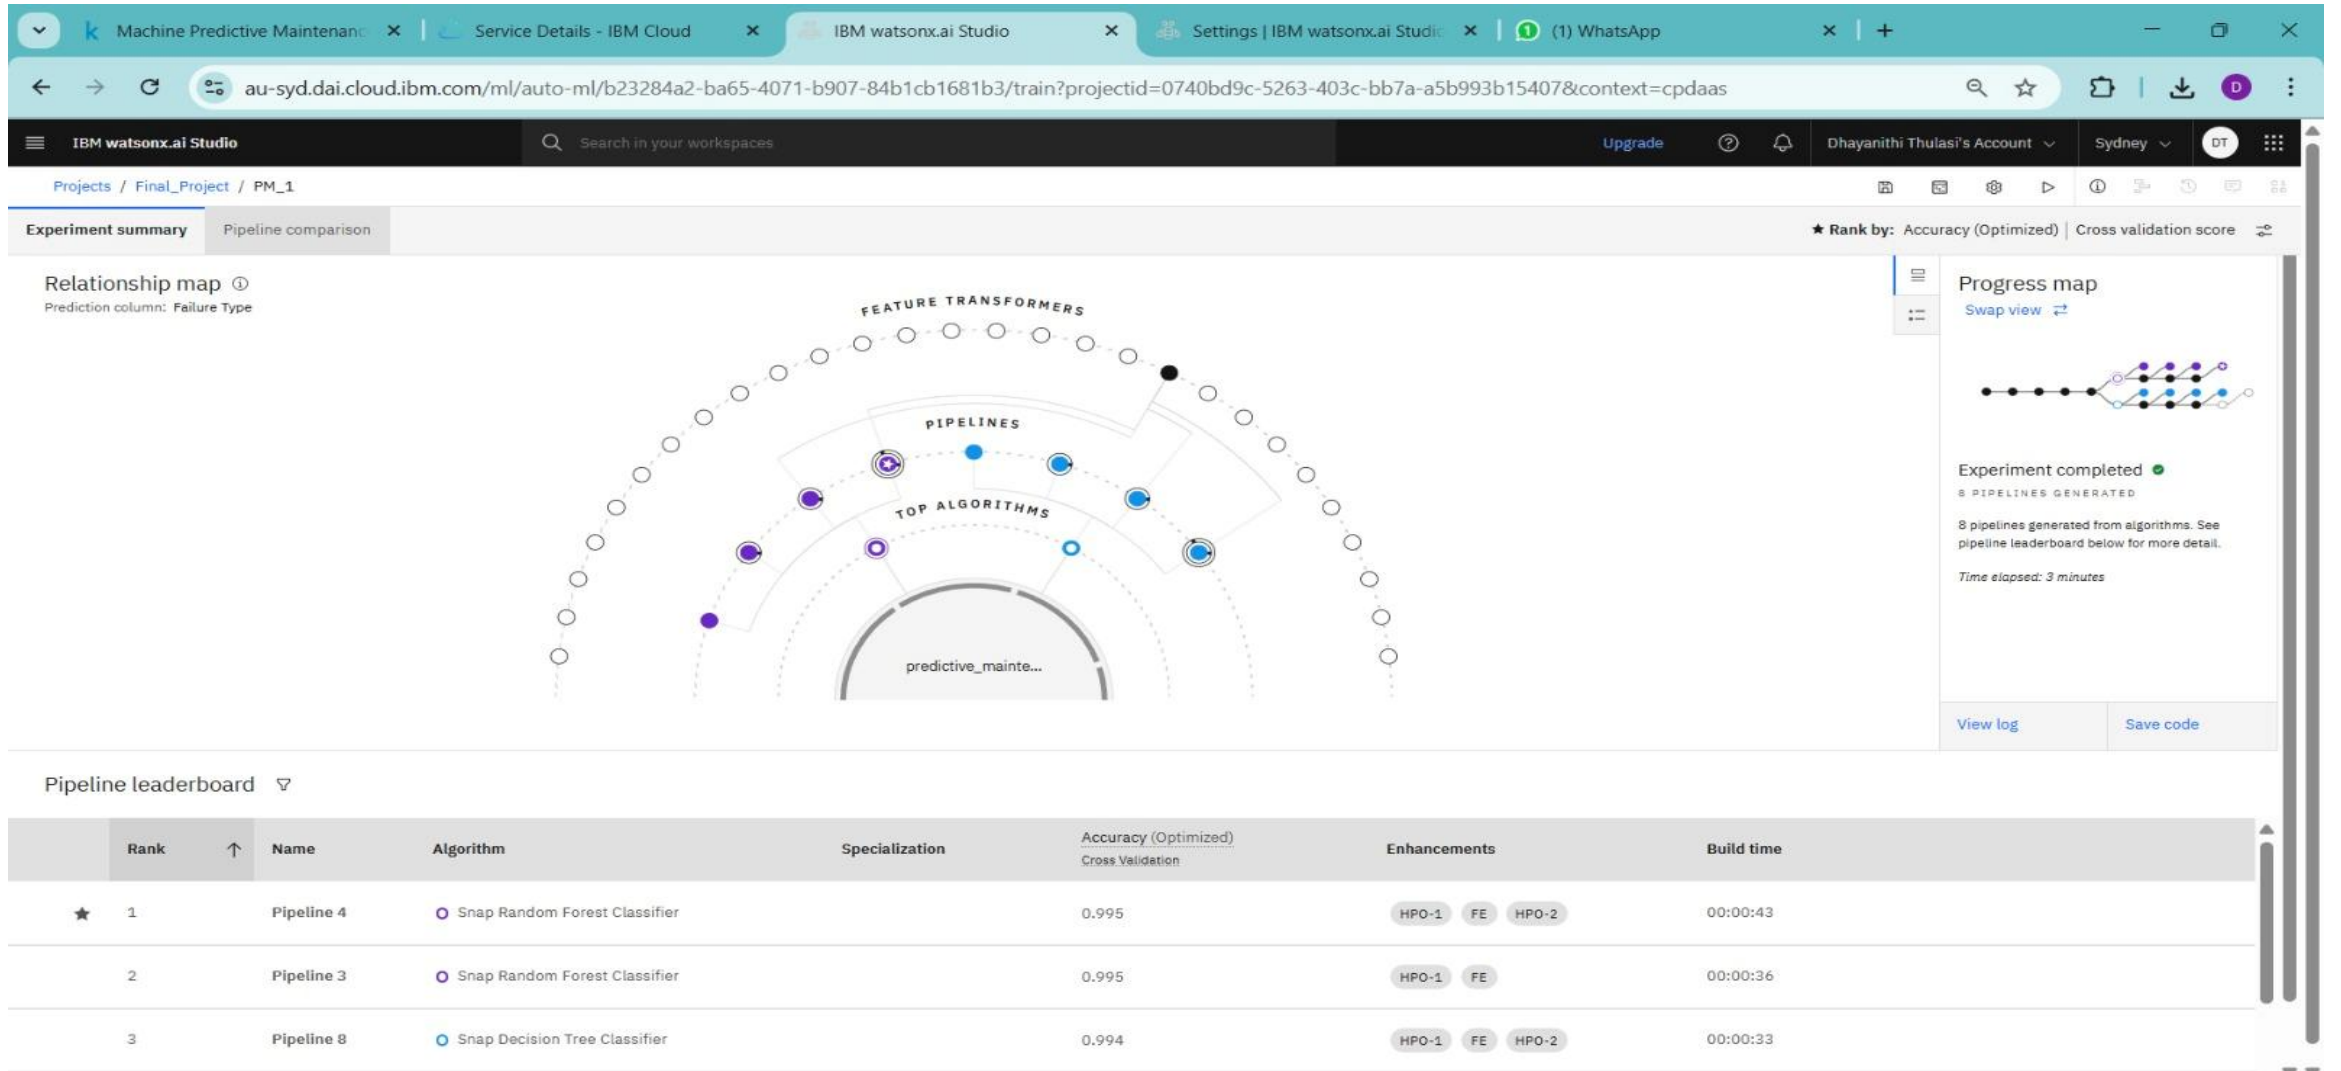 Machine Predictive Maintenanc
Service Details - IBM Cloud
IBM watsonx.ai Studio
Settings | IBM watsonx.ai Studic
(1) WhatsApp
au-syd.dai.cloud.ibm.com/ml/auto-ml/b23284a2-ba65-4071-b907-84b1cb1681b3/train?projectid=0740bd9c-5263-403c-bb7a-a5b993b15407&context=cpdaas
D
IBM watsonx.ai Studio
Search in your workspaces
Upgrade
Dhayanithi Thulasi's Account
Sydney
DT
Projects / Final_Project / PM_1
Experiment summary
Pipeline comparison
Rank by: Accuracy (Optimized) | Cross validation score
Relationship map
Prediction column: Failure Type
FEATURE TRANSFORMERS
PIPELINES
TOP ALGORITHMS
predictive_mainte...
Progress map
Swap view
Experiment completed
8 PIPELINES GENERATED
8 pipelines generated from algorithms. See
pipeline leaderboard below for more detail.
Time elapsed: 3 minutes
View log
Save code
Pipeline leaderboard
Rank Name Algorithm Specialization Accuracy (Optimized) Enhancements Build time
Cross Validation
1 Pipeline 4 Snap Random Forest Classifier 0.995 HPO-1 FE HPO-2 00:00:43
2 Pipeline 3 Snap Random Forest Classifier 0.995 HPO-1 FE 00:00:36
3 Pipeline 8 Snap Decision Tree Classifier 0.994 HPO-1 FE HPO-2 00:00:33